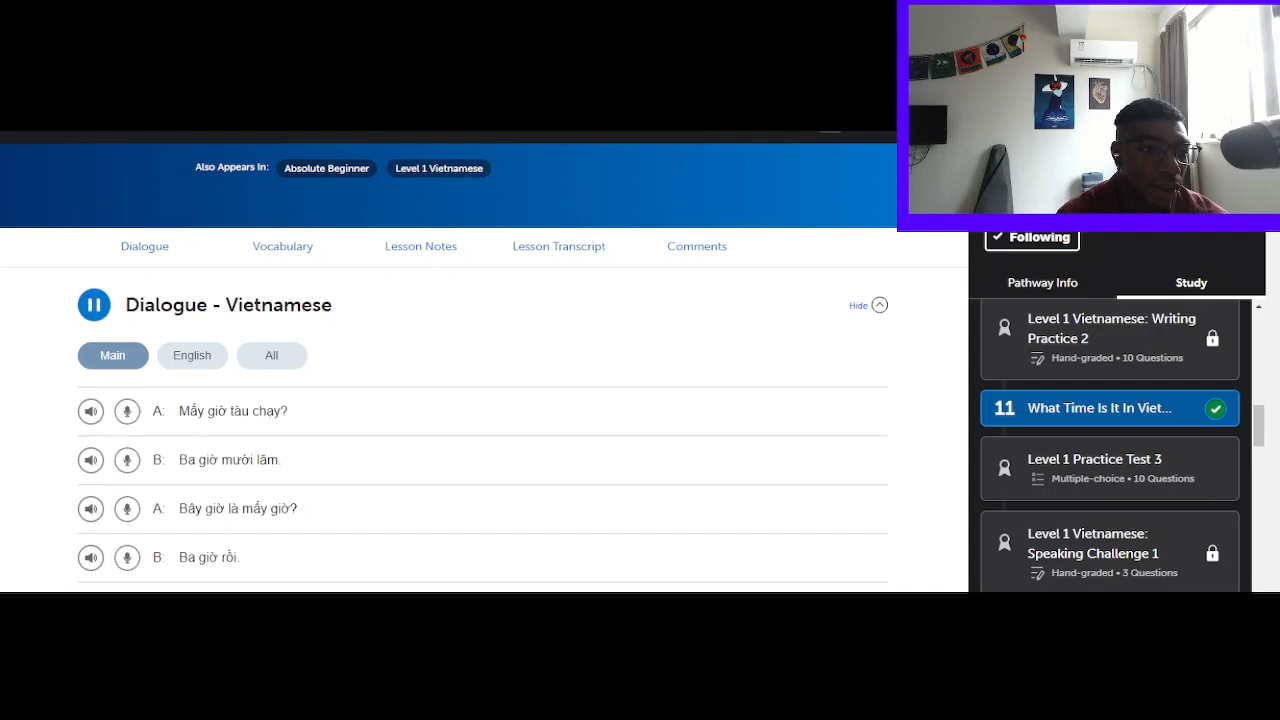 Also Appears In: Absolute Beginner Level 1 Vietnamese
Dialogue Vocabulary Lesson Notes Lesson Transcript Comments
Dialogue - Vietnamese
Hide
Main English All
A: Mấy giờ tàu chạy?
B: Ba giờ mười lăm.
A: Bây giờ là mấy giờ?
B: Ba giờ rồi.
Following
Pathway Info Study
Level 1 Vietnamese: Writing
Practice 2
Hand-graded • 10 Questions
11 What Time Is It In Viet...
Level 1 Practice Test 3
Multiple-choice • 10 Questions
Level 1 Vietnamese:
Speaking Challenge 1
Hand-graded • 3 Questions